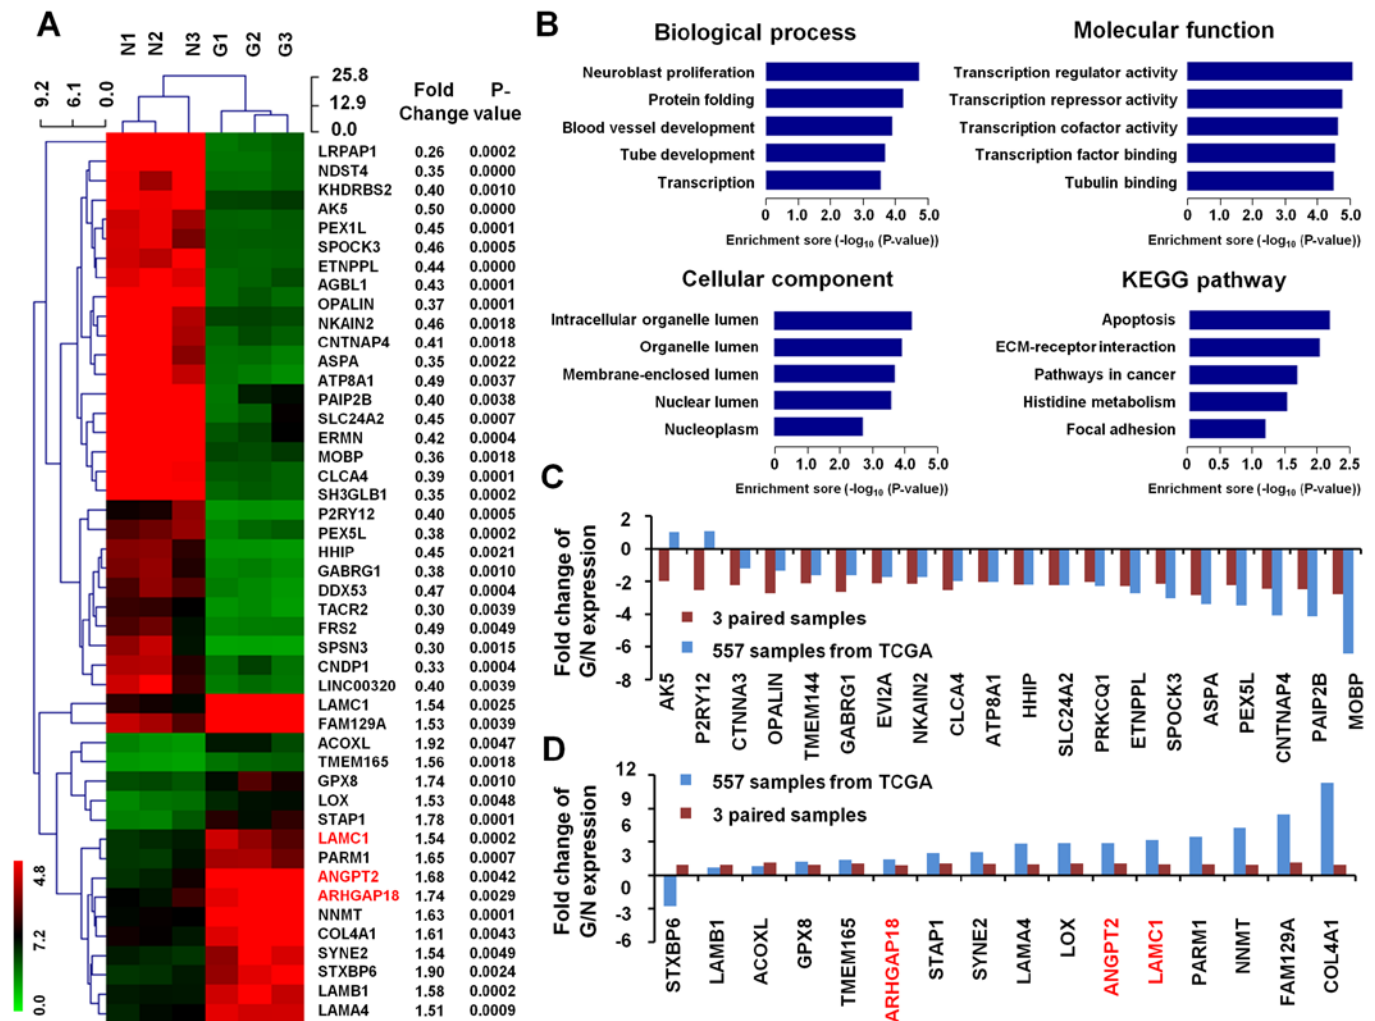 A
N1 N2 N3 G1 G2 G3
9.2 6.1 0.0
25.8
12.9
0.0
Fold Change P-value
LRPAP1 0.26 0.0002
NDST4 0.35 0.0000
KHDRBS2 0.40 0.0010
AK5 0.50 0.0000
PEX1L 0.45 0.0001
SPOCK3 0.46 0.0005
ETNPPL 0.44 0.0000
AGBL1 0.43 0.0001
OPALIN 0.37 0.0001
NKAIN2 0.46 0.0018
CNTNAP4 0.41 0.0018
ASPA 0.35 0.0022
ATP8A1 0.49 0.0037
PAIP2B 0.40 0.0038
SLC24A2 0.45 0.0007
ERMN 0.42 0.0004
MOBP 0.36 0.0018
CLCA4 0.39 0.0001
SH3GLB1 0.35 0.0002
P2RY12 0.40 0.0005
PEX5L 0.38 0.0002
HHIP 0.45 0.0021
GABRG1 0.38 0.0010
DDX53 0.47 0.0004
TACR2 0.30 0.0039
FRS2 0.49 0.0049
SPSN3 0.30 0.0015
CNDP1 0.33 0.0004
LINC00320 0.40 0.0039
LAMC1 1.54 0.0025
FAM129A 1.53 0.0039
ACOXL 1.92 0.0047
TMEM165 1.56 0.0018
GPX8 1.74 0.0010
LOX 1.53 0.0048
STAP1 1.78 0.0001
LAMC1 1.54 0.0002
PARM1 1.65 0.0007
ANGPT2 1.68 0.0042
ARHGAP18 1.74 0.0029
NNMT 1.63 0.0001
COL4A1 1.61 0.0043
SYNE2 1.54 0.0049
STXBP6 1.90 0.0024
LAMB1 1.58 0.0002
LAMA4 1.51 0.0009
4.8
7.2
0.0
B
Biological process
Neuroblast proliferation
Protein folding
Blood vessel development
Tube development
Transcription
0 1.0 2.0 3.0 4.0 5.0
Enrichment sore (-log10 (P-value))
Molecular function
Transcription regulator activity
Transcription repressor activity
Transcription cofactor activity
Transcription factor binding
Tubulin binding
0 1.0 2.0 3.0 4.0 5.0
Enrichment sore (-log10 (P-value))
Cellular component
Intracellular organelle lumen
Organelle lumen
Membrane-enclosed lumen
Nuclear lumen
Nucleoplasm
0 1.0 2.0 3.0 4.0 5.0
Enrichment sore (-log10 (P-value))
KEGG pathway
Apoptosis
ECM-receptor interaction
Pathways in cancer
Histidine metabolism
Focal adhesion
0 0.5 1.0 1.5 2.0 2.5
Enrichment sore (-log10 (P-value))
C
Fold change of
G/N expression
2
0
-2
-4
-6
-8
3 paired samples
557 samples from TCGA
AK5 P2RY12 CTNNA3 OPALIN TMEM144 GABRG1 EVI2A NKAIN2 CLCA4 ATP8A1 HHIP SLC24A2 PRKCQ1 ETNPPL SPOCK3 ASPA PEX5L CNTNAP4 PAIP2B MOBP
D
Fold change of
G/N expression
12
9
6
3
0
-3
-6
557 samples from TCGA
3 paired samples
STXBP6 LAMB1 ACOXL GPX8 TMEM165 ARHGAP18 STAP1 SYNE2 LAMA4 LOX ANGPT2 LAMC1 PARM1 NNMT FAM129A COL4A1